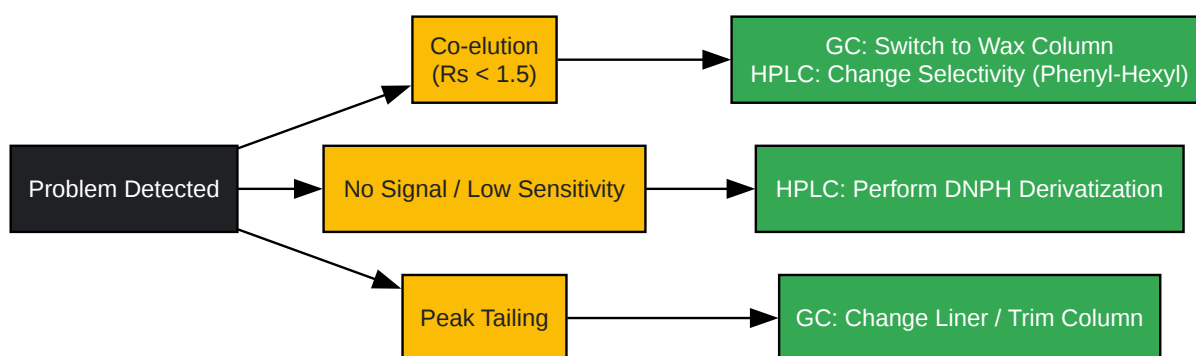 Problem Detected
Co-elution
(Rs < 1.5)
GC: Switch to Wax Column
HPLC: Change Selectivity (Phenyl-Hexyl)
No Signal / Low Sensitivity
HPLC: Perform DNPH Derivatization
Peak Tailing
GC: Change Liner / Trim Column